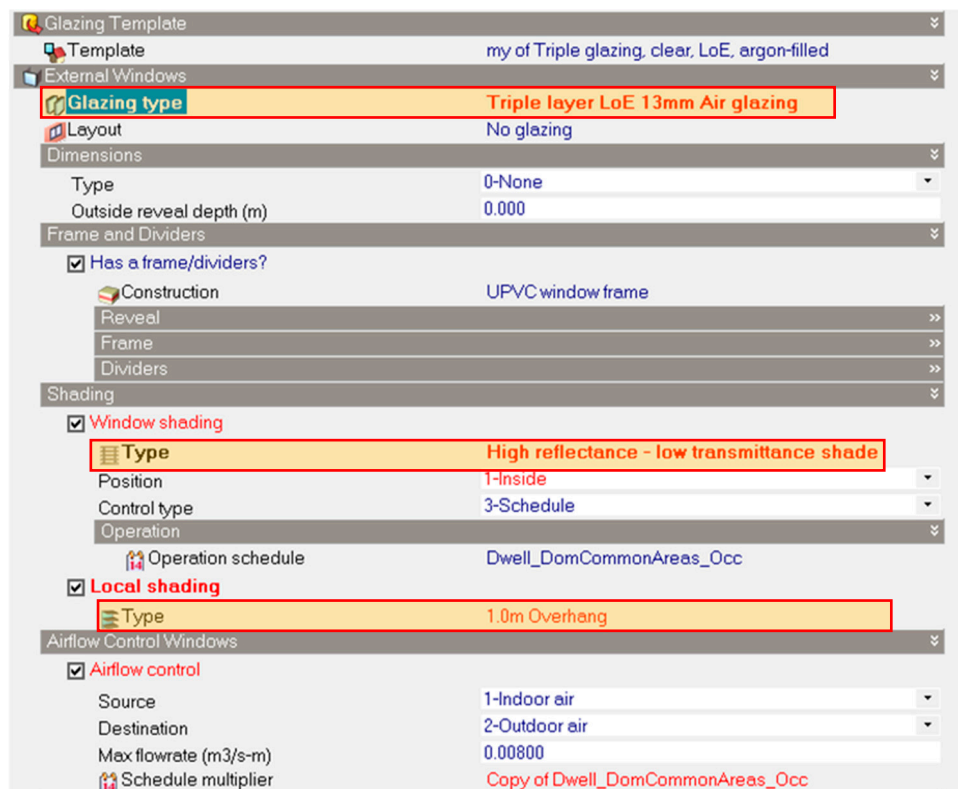 Glazing Template
Template my of Triple glazing, clear, LoE, argon-filled
External Windows
Glazing type Triple layer LoE 13mm Air glazing
Layout No glazing
Dimensions
Type 0-None
Outside reveal depth (m) 0.000
Frame and Dividers
Has a frame/dividers?
Construction UPVC window frame
Reveal
Frame
Dividers
Shading
Window shading
Type High reflectance - low transmittance shade
Position 1-Inside
Control type 3-Schedule
Operation
Operation schedule Dwell_DomCommonAreas_Occ
Local shading
Type 1.0m Overhang
Airflow Control Windows
Airflow control
Source 1-Indoor air
Destination 2-Outdoor air
Max flowrate (m3/s-m) 0.00800
Schedule multiplier Copy of Dwell_DomCommonAreas_Occ